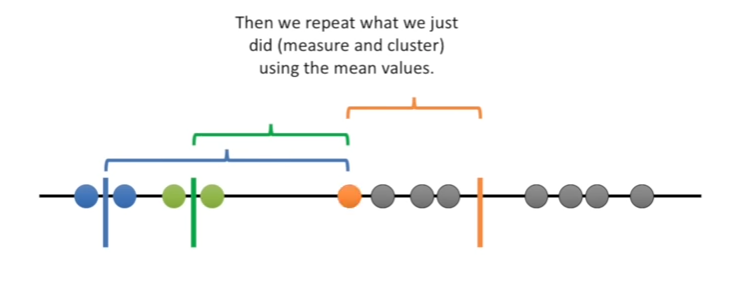 Then we repeat what we just
did (measure and cluster)
using the mean values.